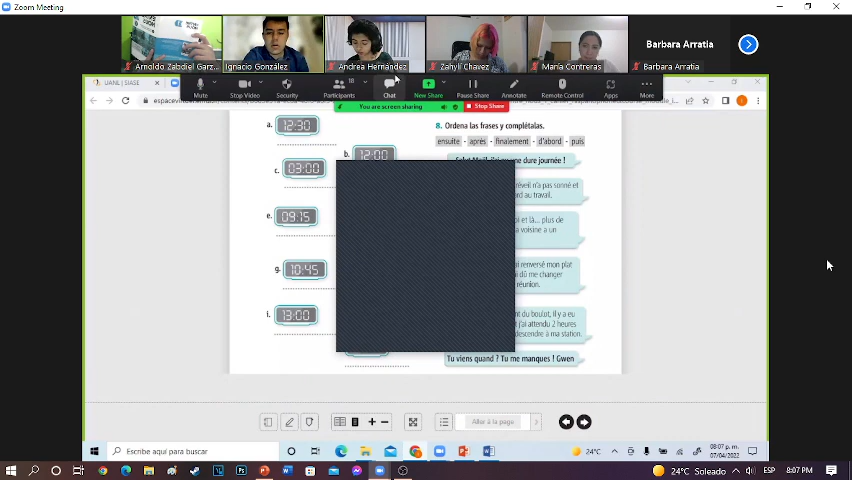 Zoom Meeting
Arnoldo Zabdiel Garz...
Ignacio González
Andrea Hernández
Zahyli Chavez
María Contreras
Barbara Arratia
Barbara Arratia
UANL | SIASE
Mute
Stop Video
Security
Participants
18
Chat
New Share
Pause Share
Annotate
Remote Control
Apps
More
You are screen sharing
Stop Share
a. 12:30
b. 12:00
c. 03:00
e. 09:15
g. 10:45
i. 13:00
8. Ordena las frases y complétalas.
ensuite - après - finalement - d'abord - puis
une dure journée !
réveil n'a pas sonné et
au travail.
et là... plus de
voisine a un
renversé mon plat
dû me changer
réunion.
du boulot, il y a eu
j'ai attendu 2 heures
descendre à ma station.
Tu viens quand ? Tu me manques ! Gwen
Aller à la page
Escribe aquí para buscar
24°C
08:07 p. m.
07/04/2022
24°C Soleado
ESP
8:07 PM